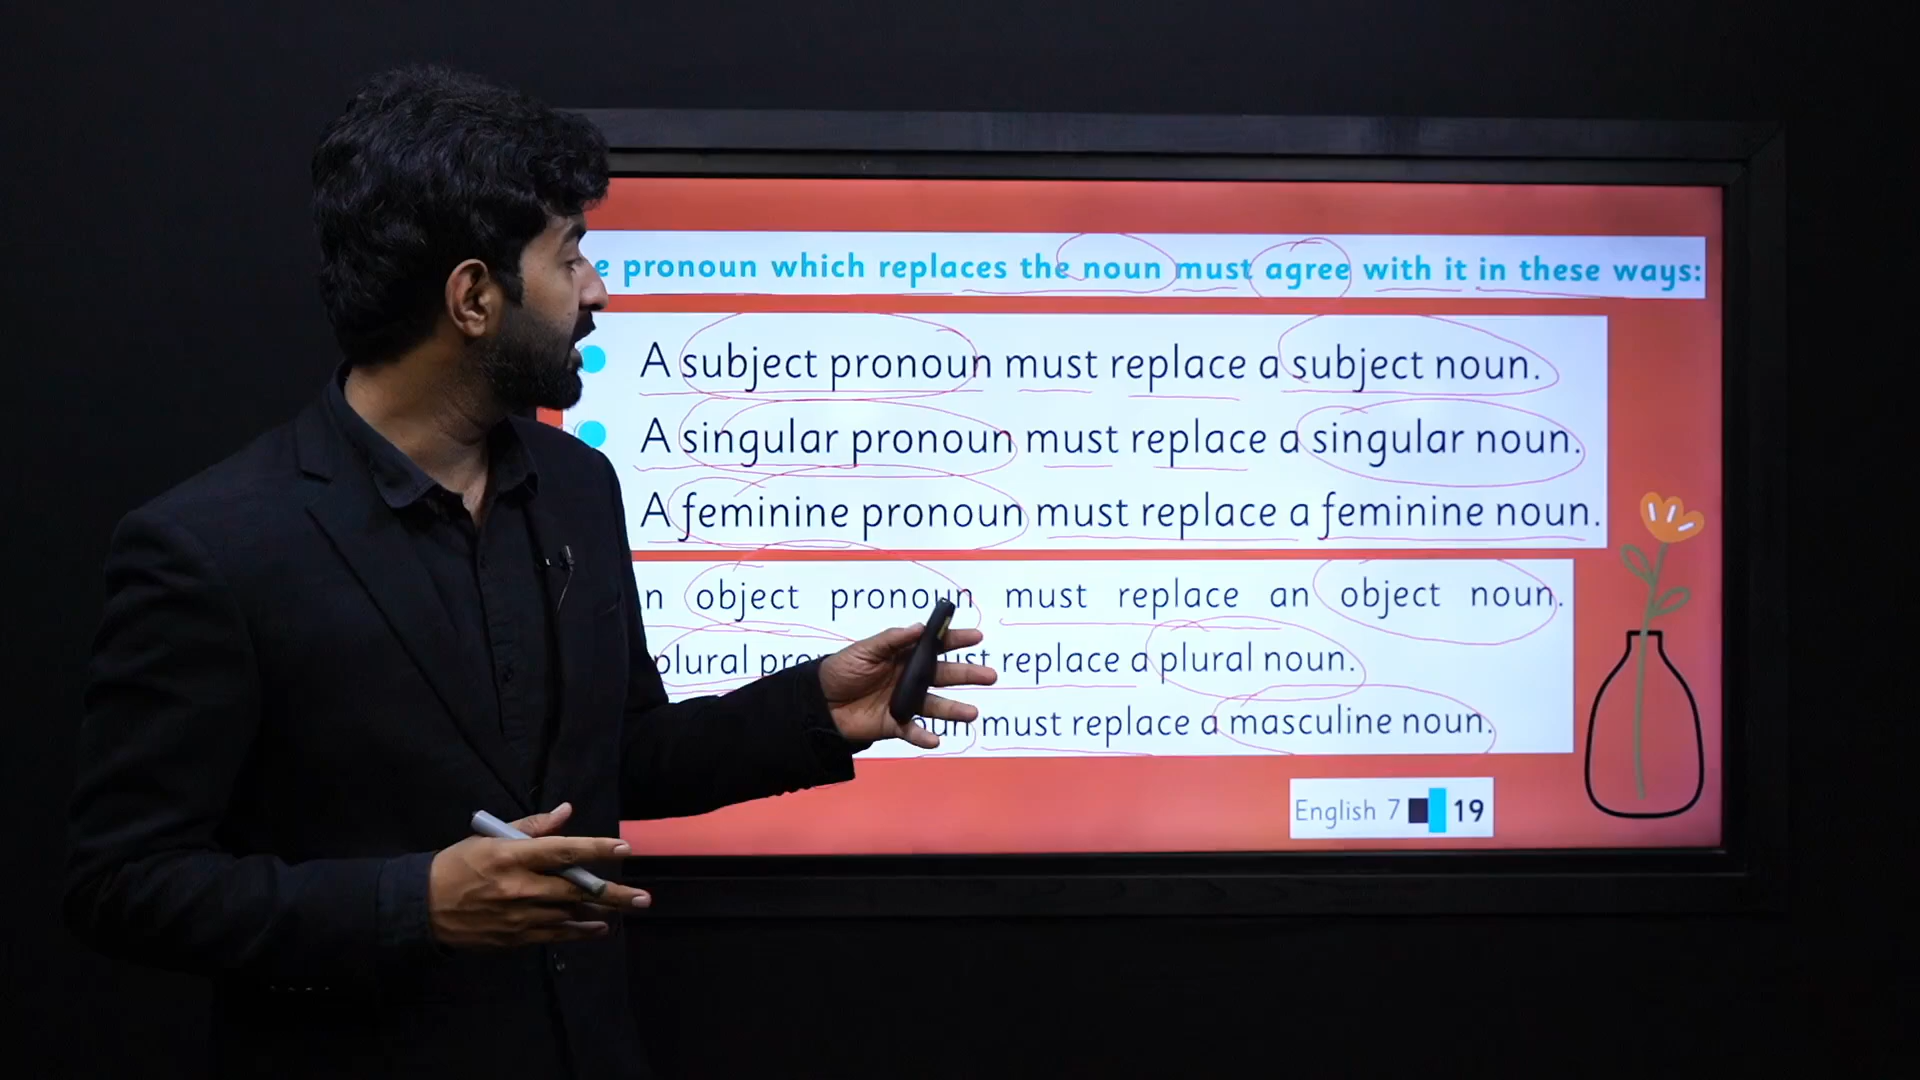 e pronoun which replaces the noun must agree with it in these ways:
A subject pronoun must replace a subject noun.
A singular pronoun must replace a singular noun.
A feminine pronoun must replace a feminine noun.
n object pronoun must replace an object noun.
plural must replace a plural noun.
must replace a masculine noun.
English 7 19